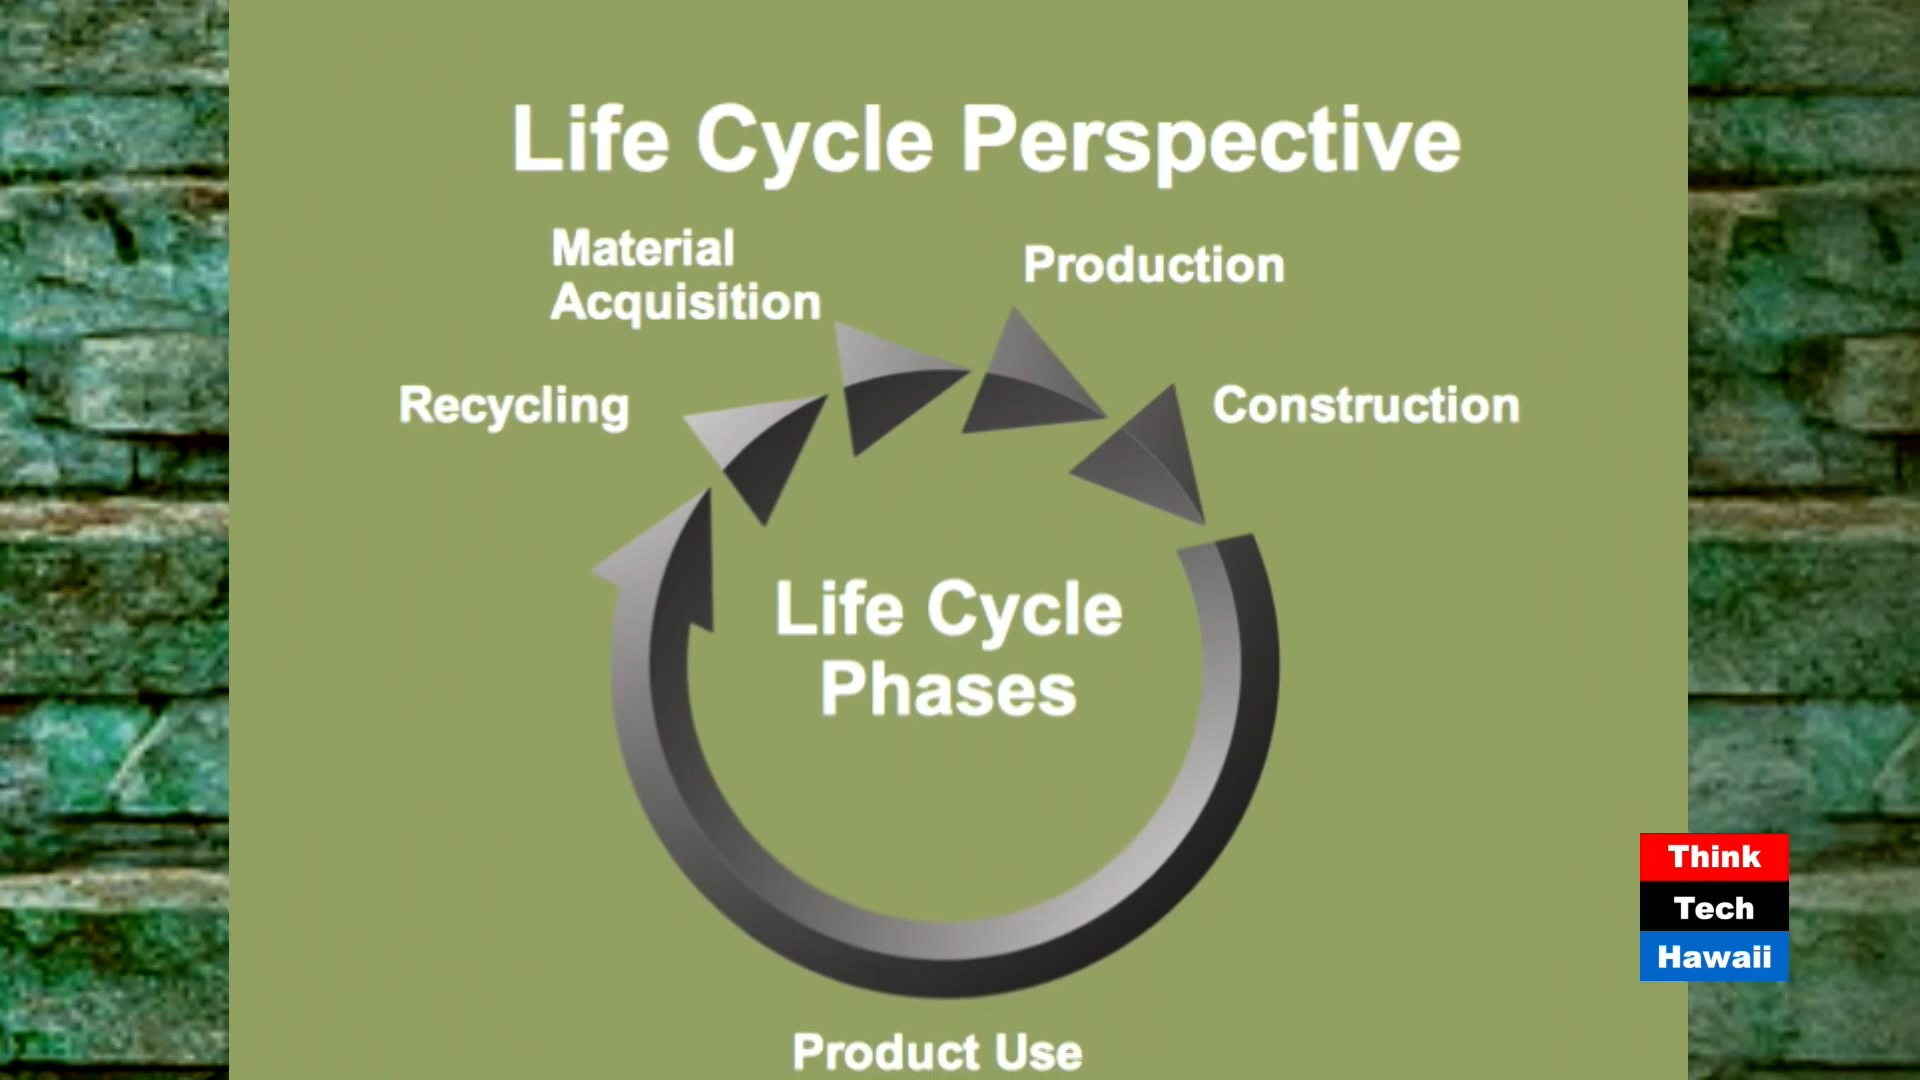 Life Cycle Perspective
Material
Acquisition
Production
Recycling
Construction
Life Cycle
Phases
Product Use
Think
Tech
Hawaii